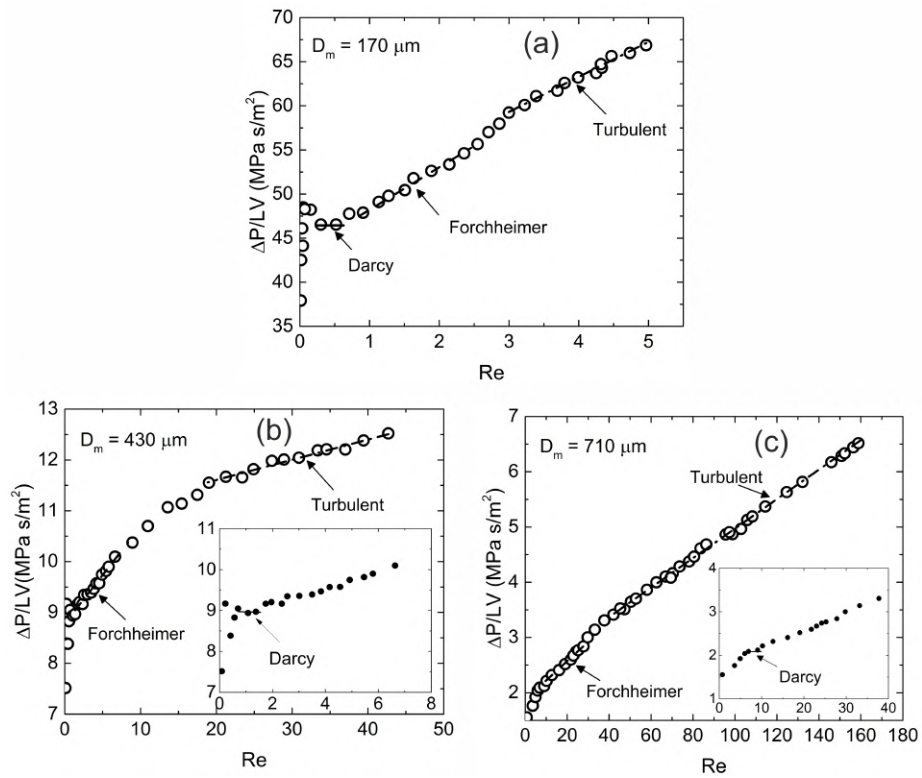 (a)
D_m = 170 μm
70
65
60
55
50
45
40
35
ΔP/LV (MPa s/m²)
Turbulent
Forchheimer
Darcy
0 1 2 3 4 5
Re
(b)
D_m = 430 μm
13
12
11
10
9
8
7
ΔP/LV(MPa s/m²)
Turbulent
Forchheimer
11
10
9
8
7
Darcy
0 2 4 6 8
0 10 20 30 40 50
Re
(c)
D_m = 710 μm
7
6
5
4
3
2
ΔP/LV (MPa s/m²)
Turbulent
Forchheimer
4
3
2
1
Darcy
0 10 20 30 40
0 20 40 60 80 100 120 140 160 180
Re